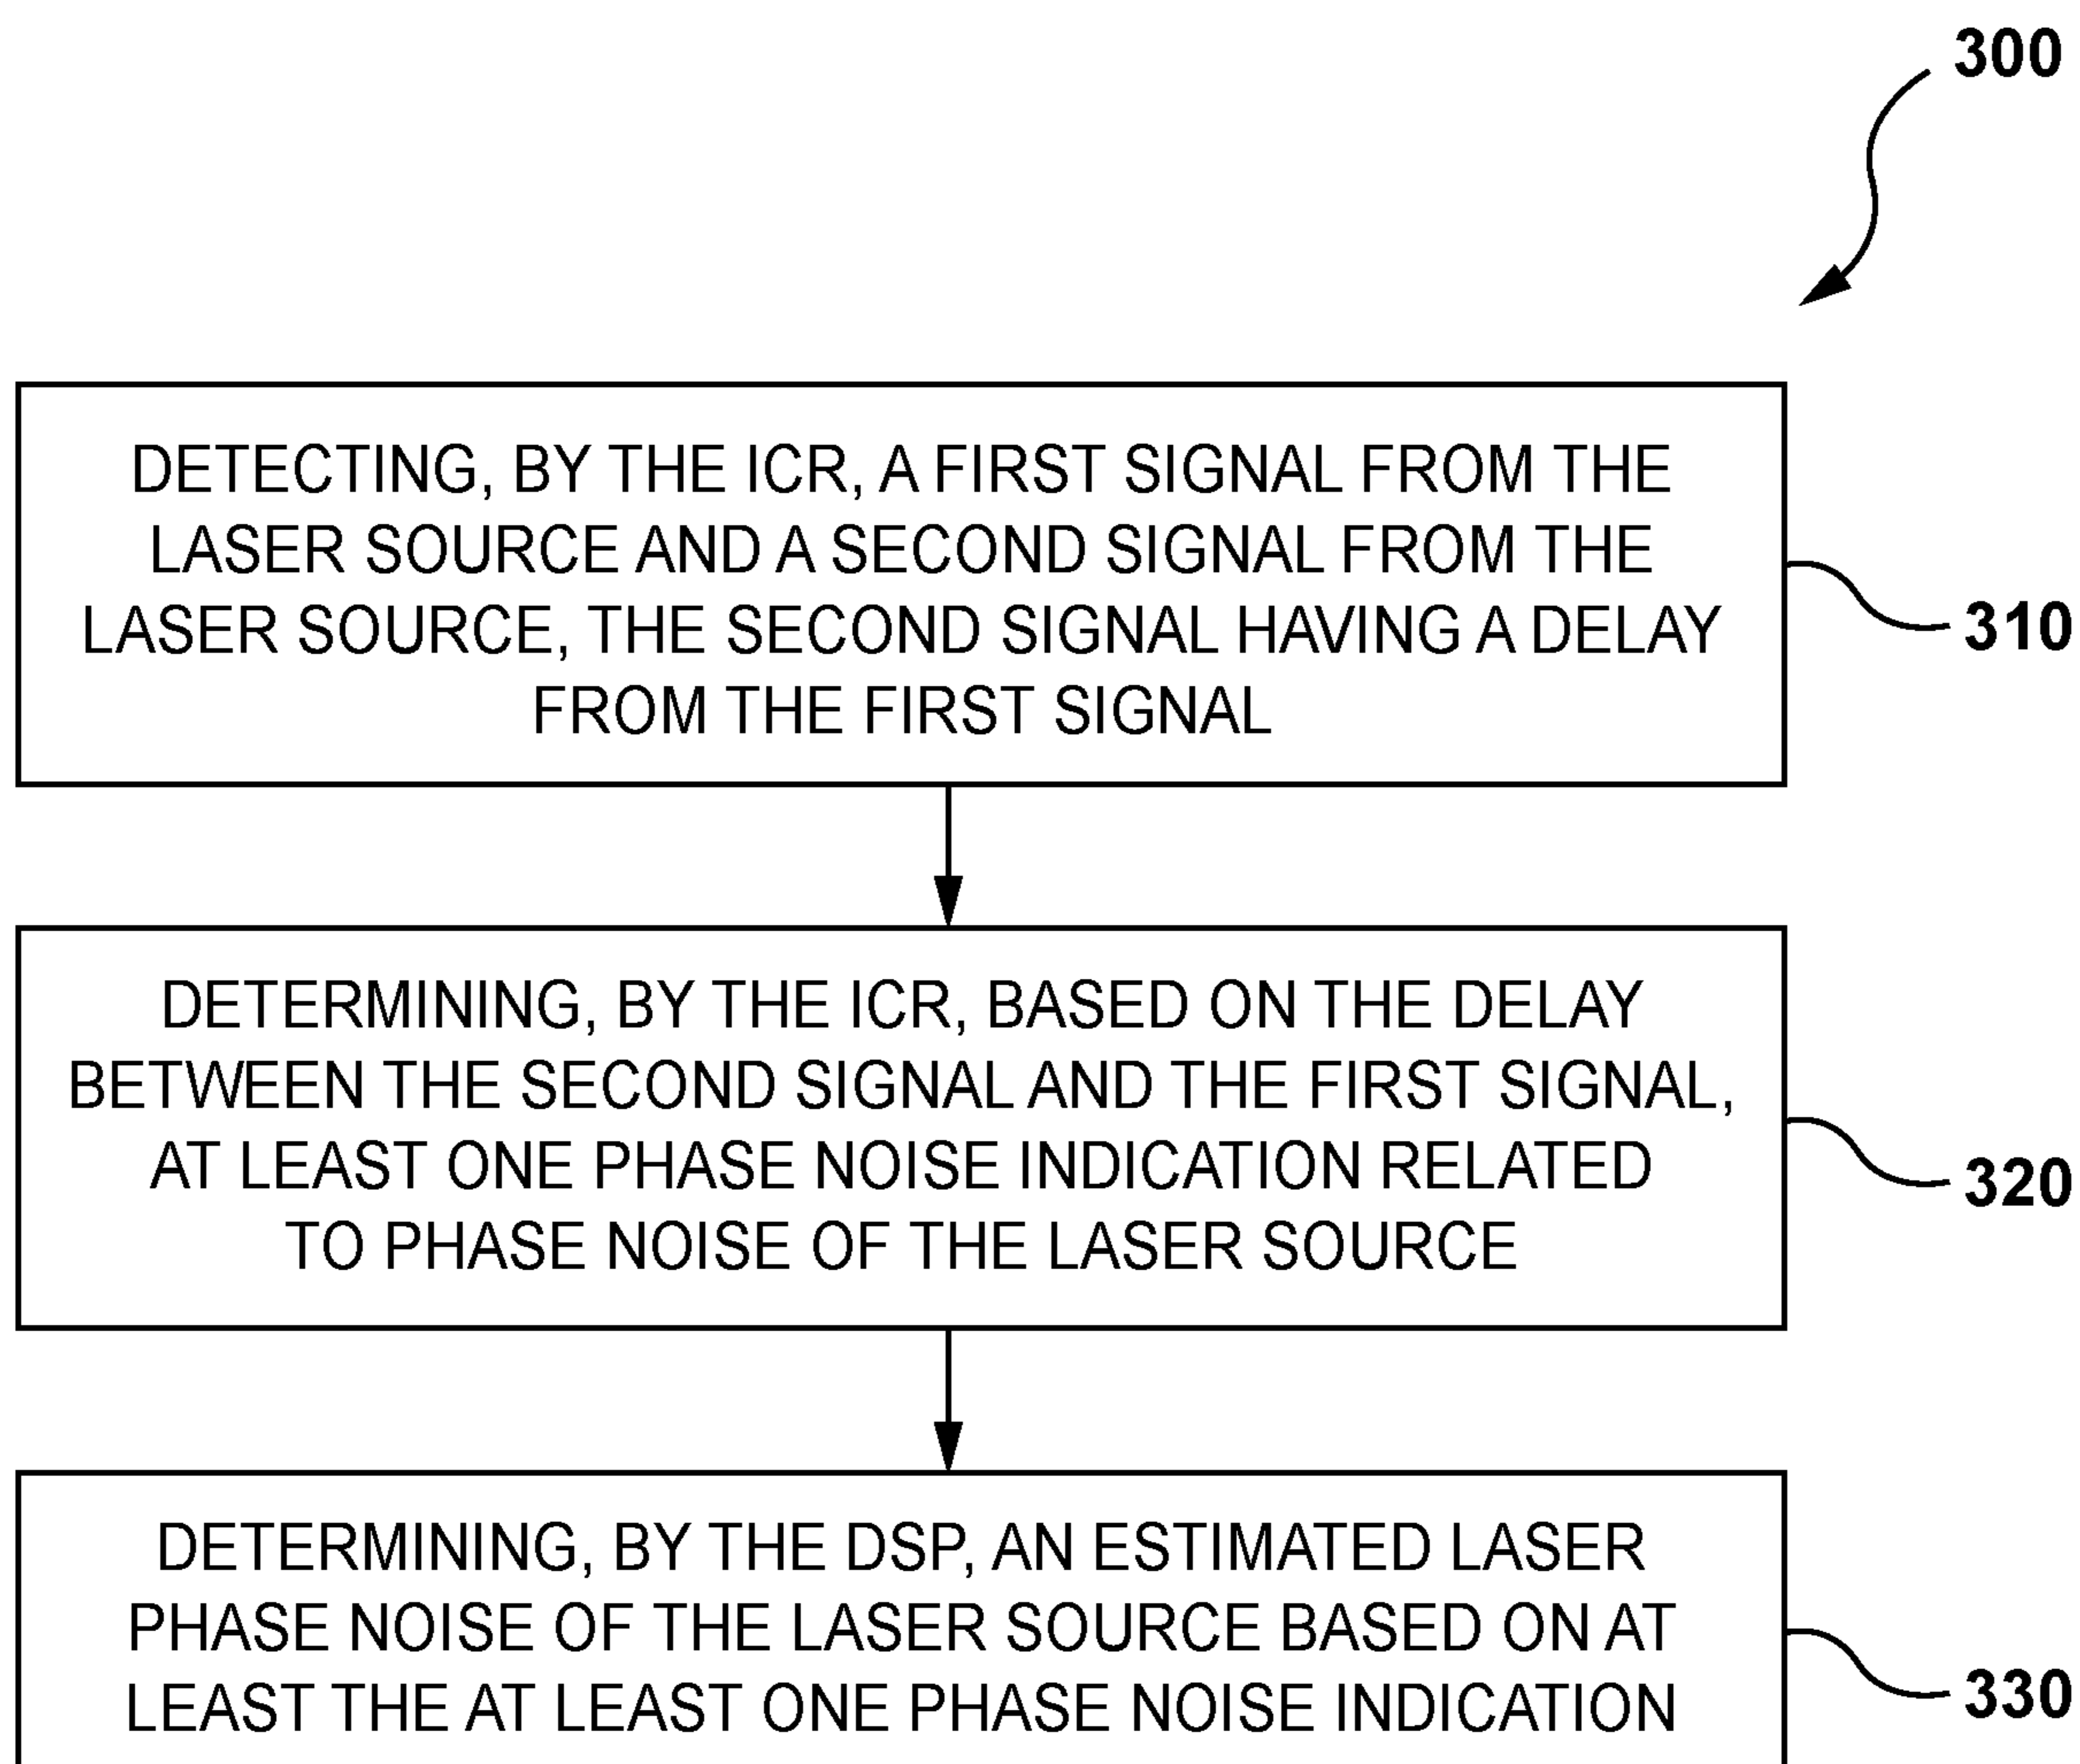 300
DETECTING, BY THE ICR, A FIRST SIGNAL FROM THE
LASER SOURCE AND A SECOND SIGNAL FROM THE
LASER SOURCE, THE SECOND SIGNAL HAVING A DELAY
FROM THE FIRST SIGNAL
310
DETERMINING, BY THE ICR, BASED ON THE DELAY
BETWEEN THE SECOND SIGNAL AND THE FIRST SIGNAL,
AT LEAST ONE PHASE NOISE INDICATION RELATED
TO PHASE NOISE OF THE LASER SOURCE
320
DETERMINING, BY THE DSP, AN ESTIMATED LASER
PHASE NOISE OF THE LASER SOURCE BASED ON AT
LEAST THE AT LEAST ONE PHASE NOISE INDICATION
330